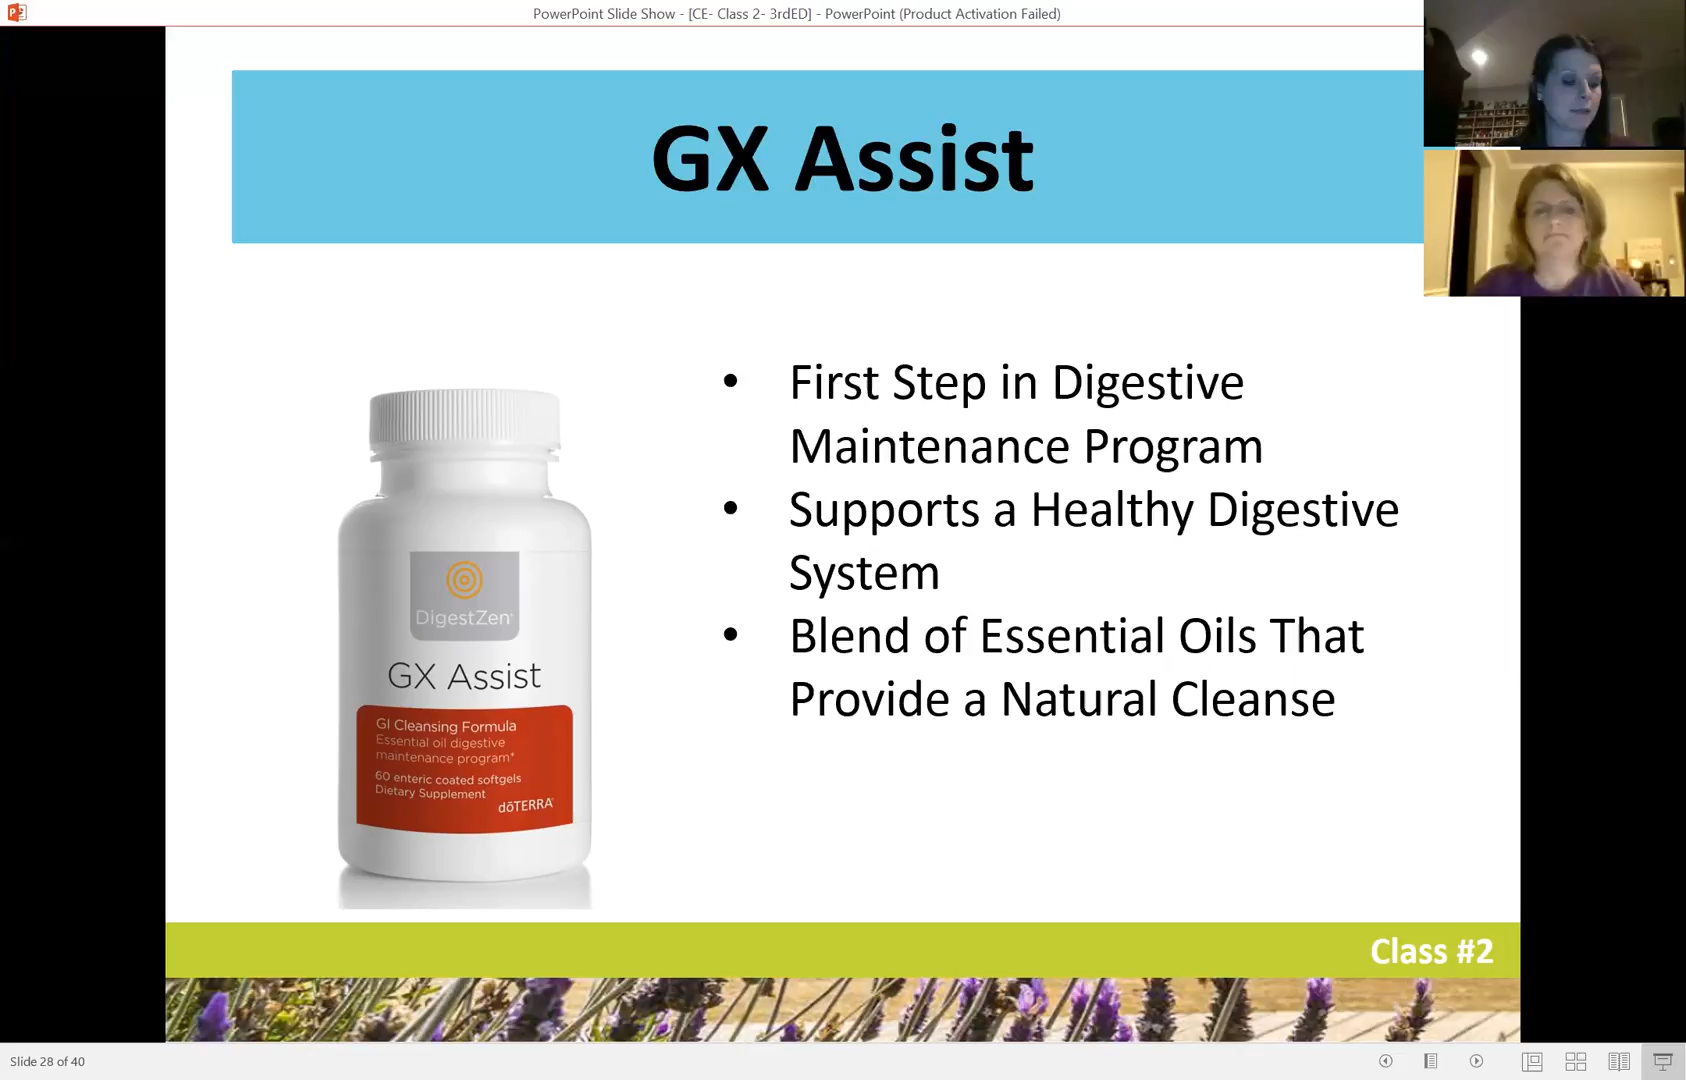 PowerPoint Slide Show - [CE- Class 2- 3rdED] - PowerPoint (Product Activation Failed)
GX Assist
• First Step in Digestive
Maintenance Program
• Supports a Healthy Digestive
System
• Blend of Essential Oils That
Provide a Natural Cleanse
DigestZen
GX Assist
GI Cleansing Formula
Essential oil digestive
maintenance program*
60 enteric coated softgels
Dietary Supplement
dōTERRA
Class #2
Slide 28 of 40